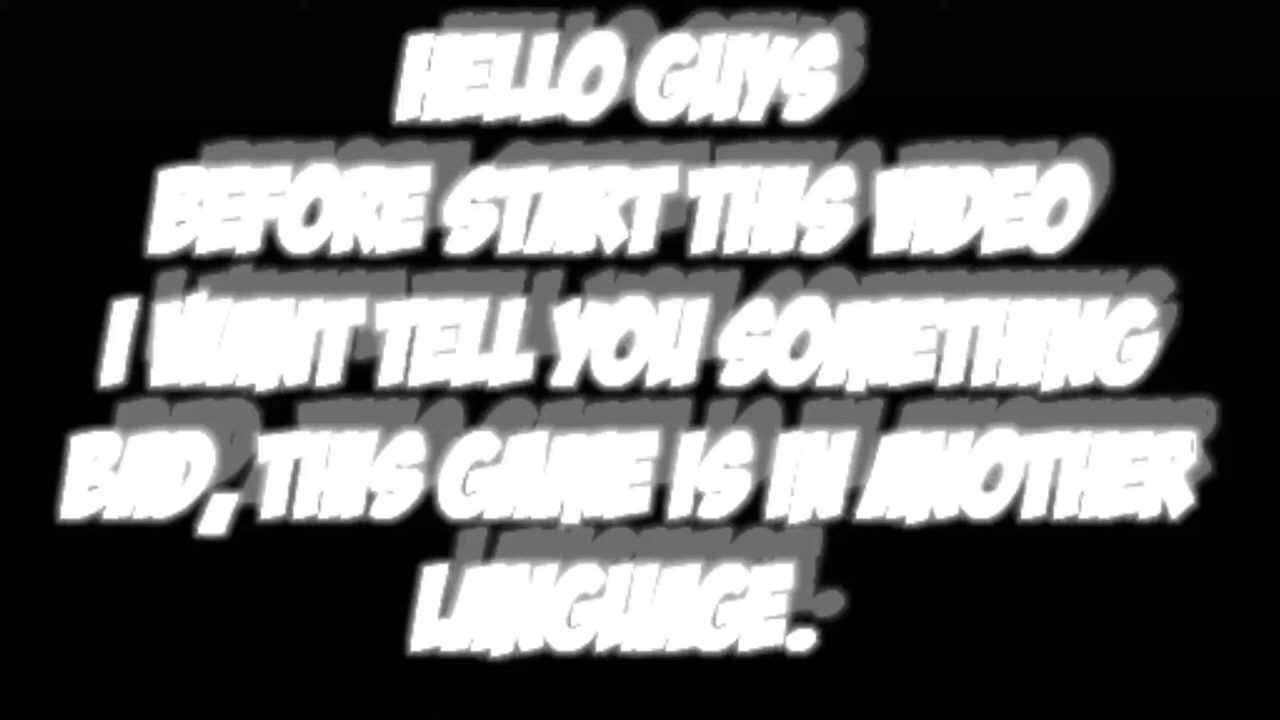 HELLO GUYS
BEFORE START THIS VIDEO
I WANT TELL YOU SOMETHING
BAD, THIS GAME IS IN ANOTHER
LANGUAGE.